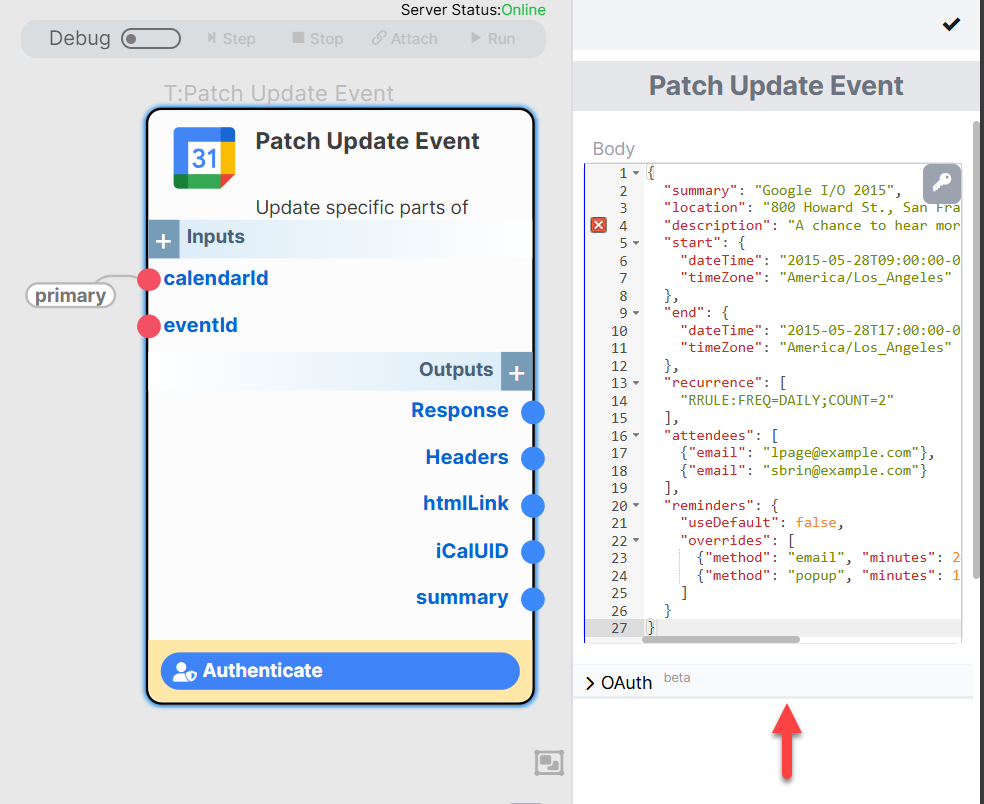 Server Status:Online
Debug
Step
Stop
Attach
Run
T:Patch Update Event
31
Patch Update Event
Update specific parts of
+ Inputs
calendarId
primary
eventId
Outputs +
Response
Headers
htmlLink
iCalUID
summary
Authenticate
Patch Update Event
Body
1 {
2 "summary": "Google I/O 2015",
3 "location": "800 Howard St., San Fra
4 "description": "A chance to hear mor
5 "start": {
6 "dateTime": "2015-05-28T09:00:00-0
7 "timeZone": "America/Los_Angeles"
8 },
9 "end": {
10 "dateTime": "2015-05-28T17:00:00-0
11 "timeZone": "America/Los_Angeles"
12 },
13 "recurrence": [
14 "RRULE:FREQ=DAILY;COUNT=2"
15 ],
16 "attendees": [
17 {"email": "lpage@example.com"},
18 {"email": "sbrin@example.com"}
19 ],
20 "reminders": {
21 "useDefault": false,
22 "overrides": [
23 {"method": "email", "minutes": 2
24 {"method": "popup", "minutes": 1
25 ]
26 }
27 }
OAuth beta